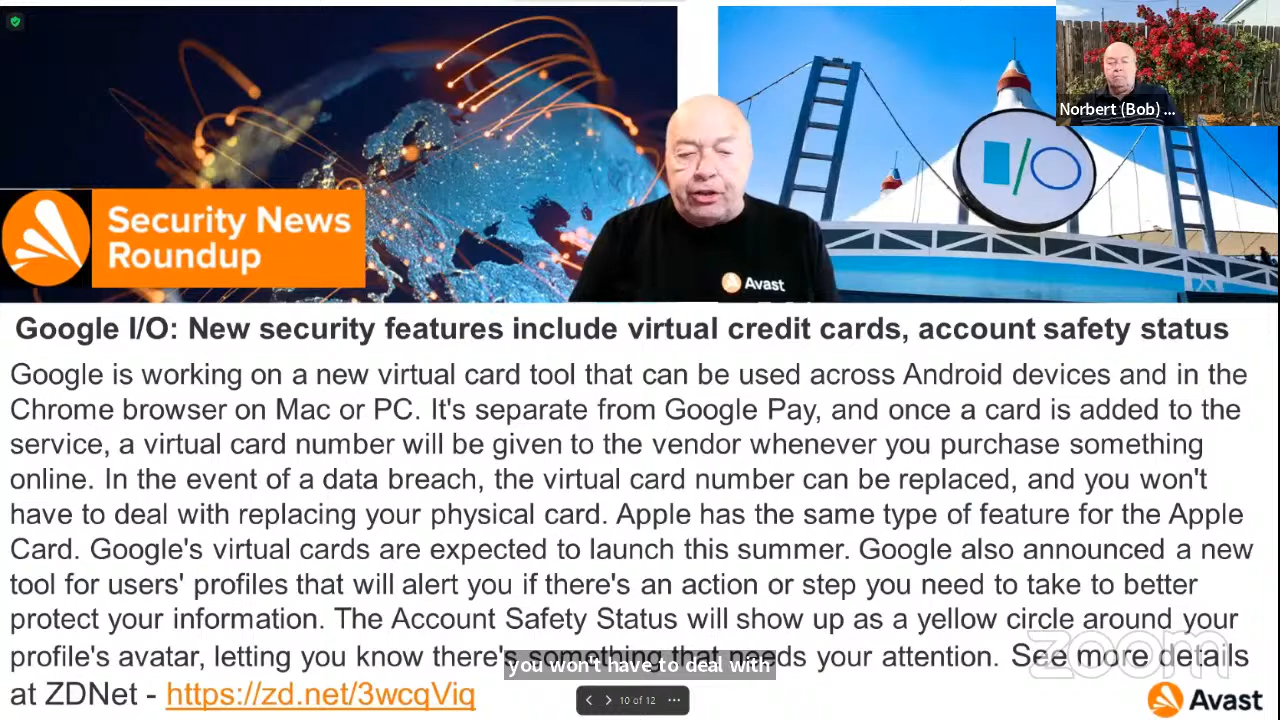 Norbert (Bob) ...
I/O
Security News
Roundup
Avast
Google I/O: New security features include virtual credit cards, account safety status
Google is working on a new virtual card tool that can be used across Android devices and in the
Chrome browser on Mac or PC. It's separate from Google Pay, and once a card is added to the
service, a virtual card number will be given to the vendor whenever you purchase something
online. In the event of a data breach, the virtual card number can be replaced, and you won't
have to deal with replacing your physical card. Apple has the same type of feature for the Apple
Card. Google's virtual cards are expected to launch this summer. Google also announced a new
tool for users' profiles that will alert you if there's an action or step you need to take to better
protect your information. The Account Safety Status will show up as a yellow circle around your
profile's avatar, letting you know there's something that needs your attention. See more details
zoom
you won't have to deal with
at ZDNet - https://zd.net/3wcqViq
10 of 12 ...
Avast